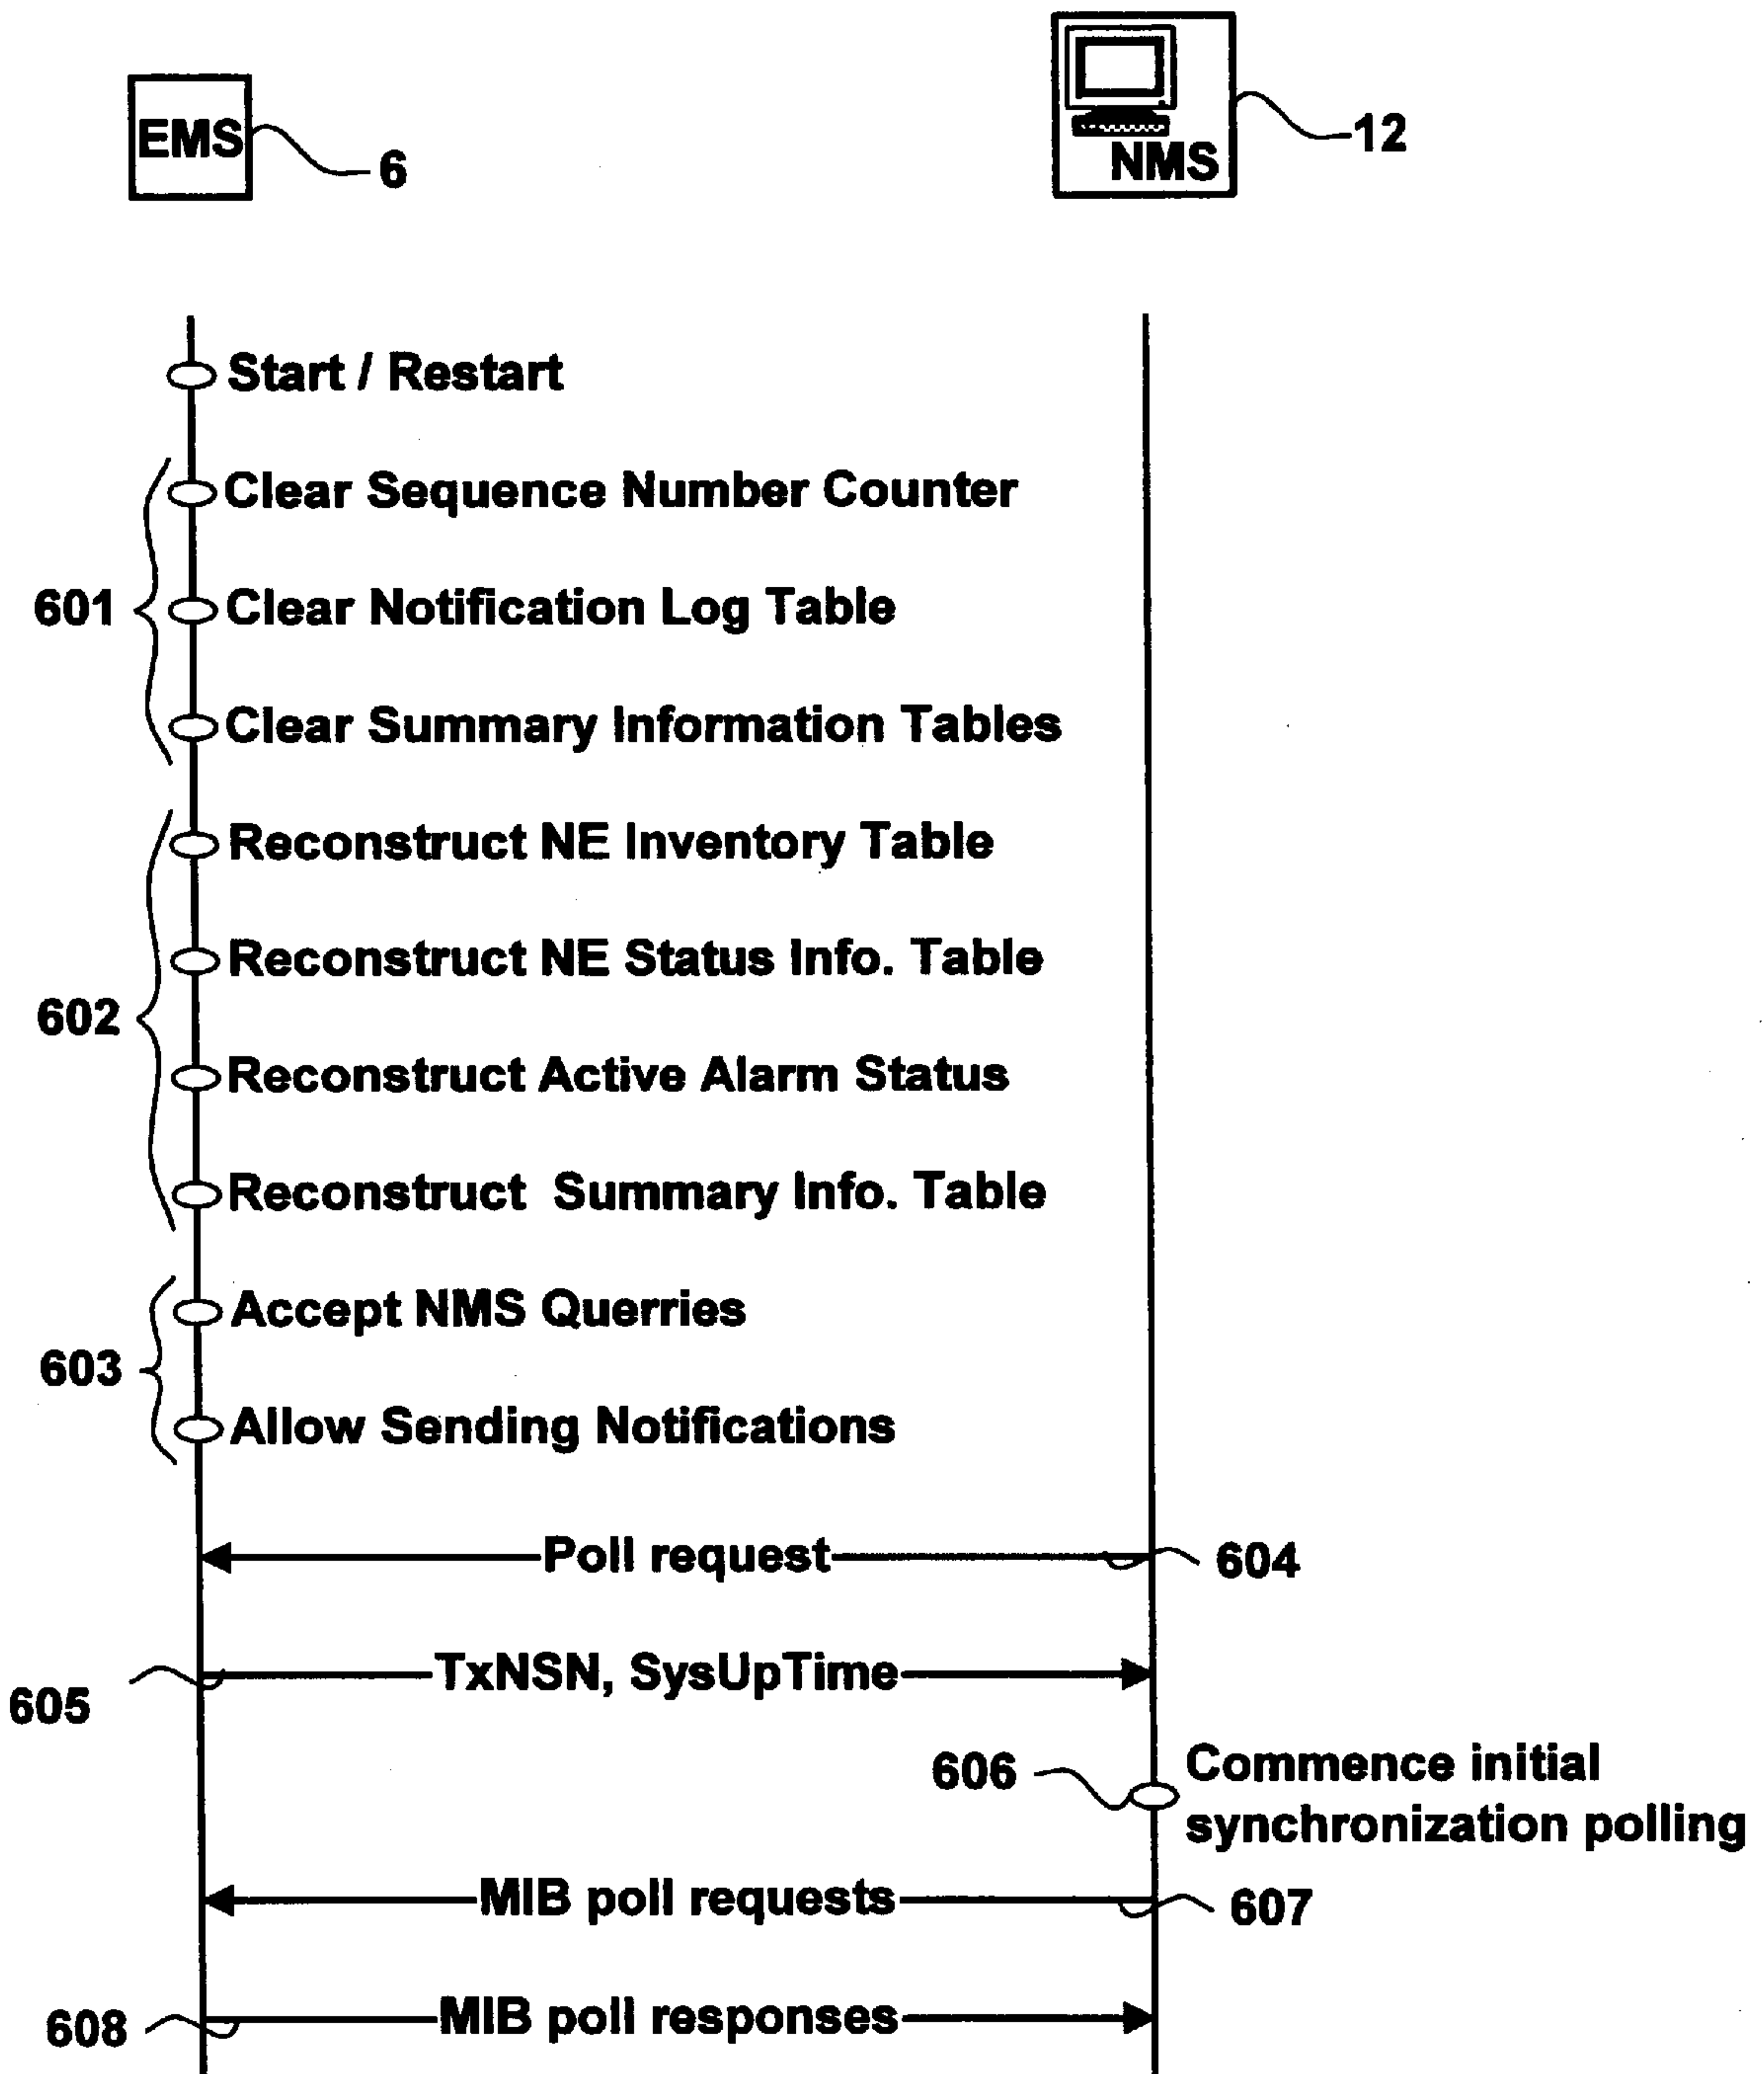 EMS
6
NMS
12
Start / Restart
601
Clear Sequence Number Counter
Clear Notification Log Table
Clear Summary Information Tables
602
Reconstruct NE Inventory Table
Reconstruct NE Status Info. Table
Reconstruct Active Alarm Status
Reconstruct Summary Info. Table
603
Accept NMS Querries
Allow Sending Notifications
Poll request
604
TxNSN, SysUpTime
605
606
Commence initial
synchronization polling
MIB poll requests
607
MIB poll responses
608